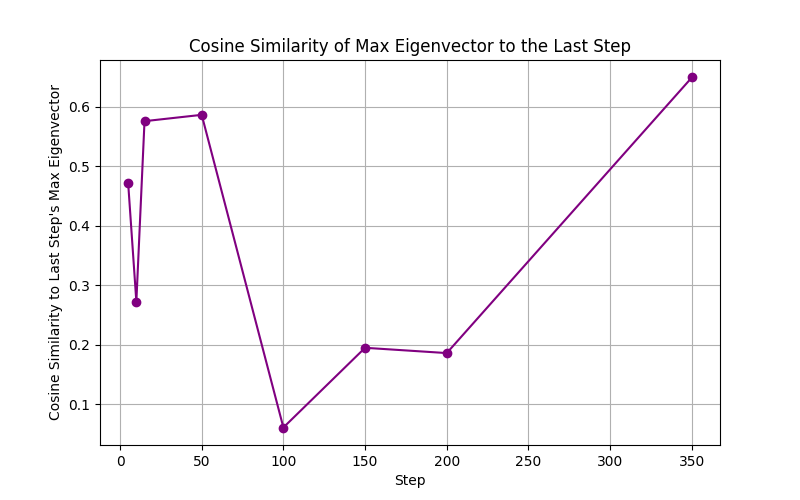 Cosine Similarity of Max Eigenvector to the Last Step
Cosine Similarity to Last Step's Max Eigenvector
0.6
0.5
0.4
0.3
0.2
0.1
0 50 100 150 200 250 300 350
Step